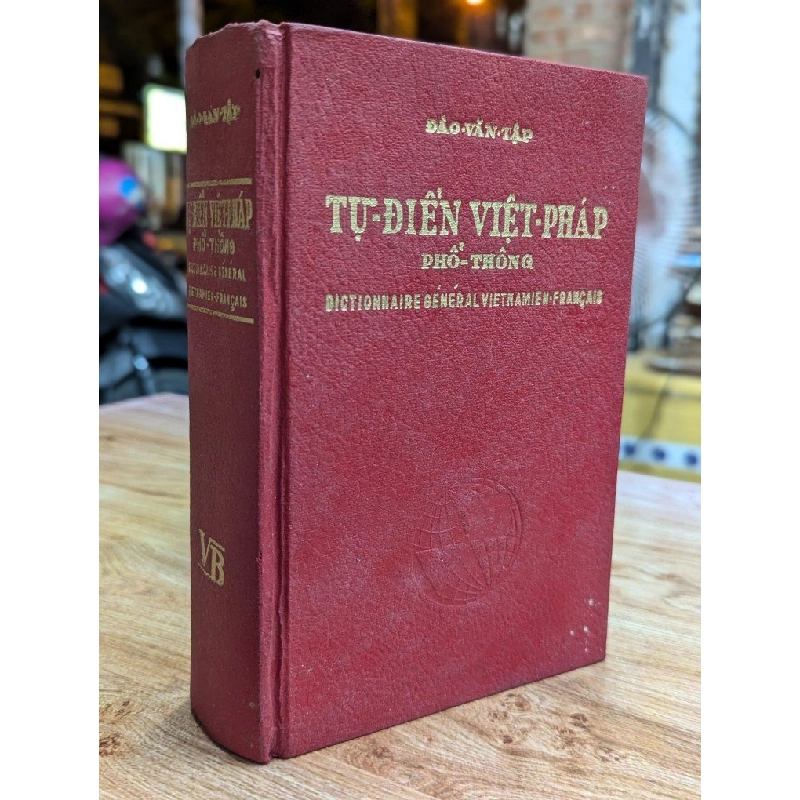 ĐÀO·VĂN·TẬP
TỰ-ĐIỂN VIỆT-PHÁP
PHỔ-THÔNG
DICTIONNAIRE GÉNÉRAL VIETNAMIEN-FRANÇAIS
ĐÀO·VĂN·TẬP
TỰ-ĐIỂN VIỆT-PHÁP
PHỔ-THÔNG
DICTIONNAIRE GÉNÉRAL
VIETNAMIEN-FRANÇAIS
VB